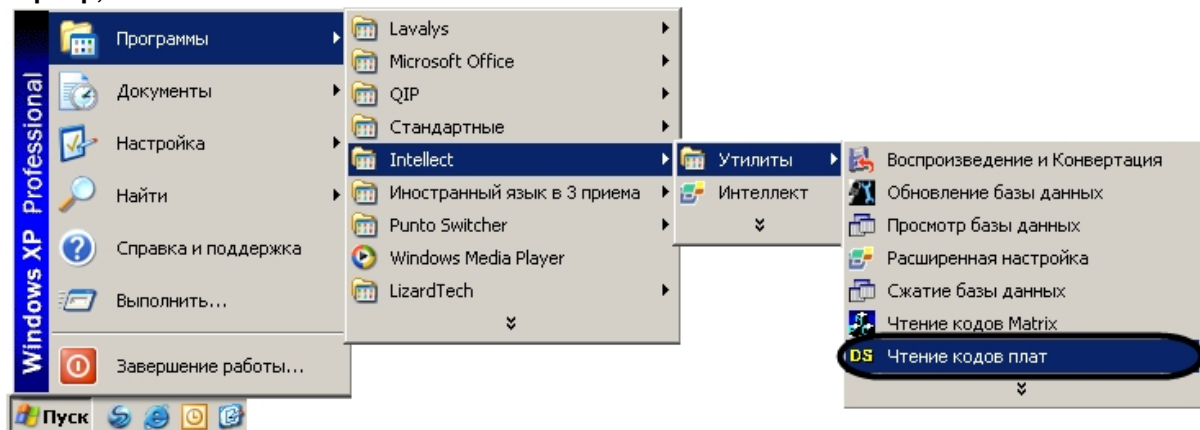 Windows XP Professional
Программы
Документы
Настройка
Найти
Справка и поддержка
Выполнить...
Завершение работы...
Пуск
Lavalys
Microsoft Office
QIP
Стандартные
Intellect
Иностранный язык в 3 приема
Punto Switcher
Windows Media Player
LizardTech
Утилиты
Интеллект
Воспроизведение и Конвертация
Обновление базы данных
Просмотр базы данных
Расширенная настройка
Сжатие базы данных
Чтение кодов Matrix
DS Чтение кодов плат